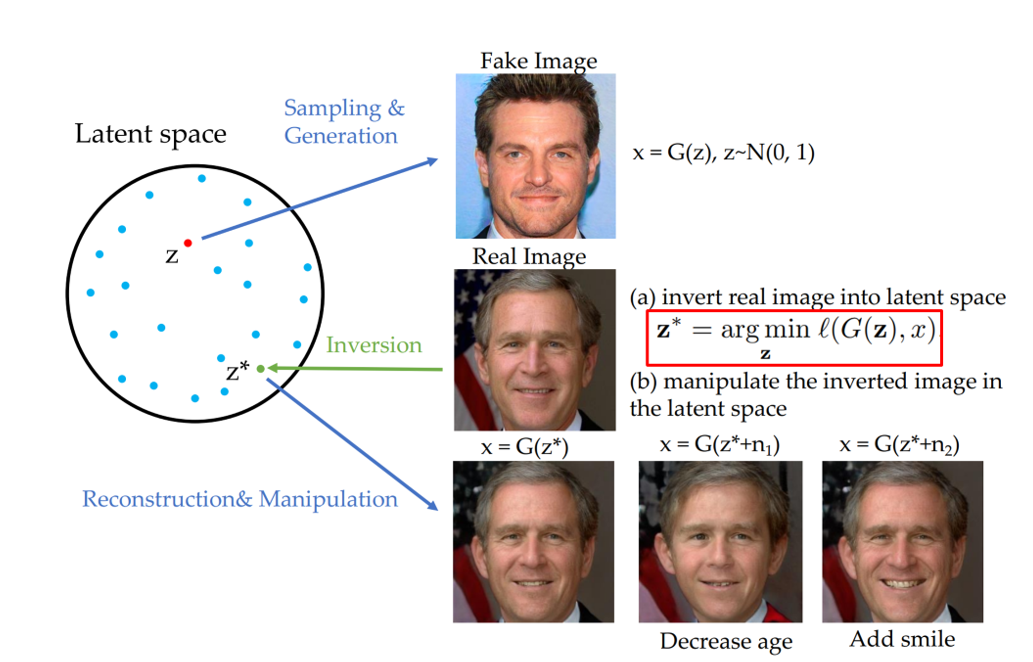 Fake Image
Sampling &
Generation
Latent space
x = G(z), z~N(0, 1)
z
Real Image
(a) invert real image into latent space
z* = arg min ℓ(G(z), x).
z
Inversion
z*
(b) manipulate the inverted image in
the latent space
x = G(z*)
x = G(z*+n₁)
x = G(z*+n₂)
Reconstruction& Manipulation
Decrease age
Add smile